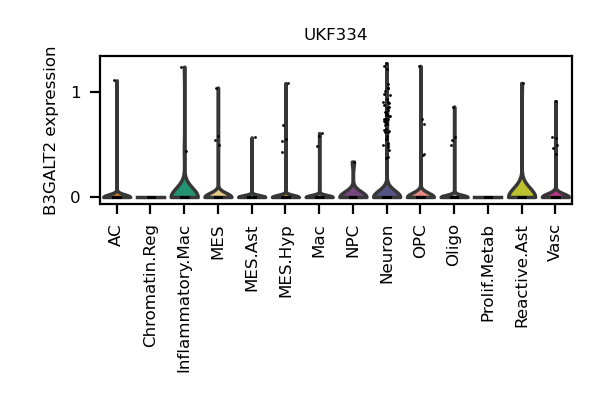 UKF334
B3GALT2 expression
1
0
AC
Chromatin.Reg
Inflammatory.Mac
MES
MES.Ast
MES.Hyp
Mac
NPC
Neuron
OPC
Oligo
Prolif.Metab
Reactive.Ast
Vasc